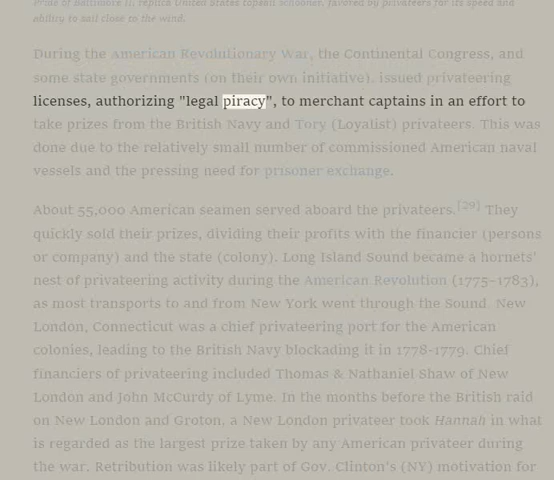 Pride of Baltimore II, replica United States topsail schooner, favored by privateers for its speed and
ability to sail close to the wind.
During the American Revolutionary War, the Continental Congress, and
some state governments (on their own initiative), issued privateering
licenses, authorizing "legal piracy", to merchant captains in an effort to
take prizes from the British Navy and Tory (Loyalist) privateers. This was
done due to the relatively small number of commissioned American naval
vessels and the pressing need for prisoner exchange.
About 55,000 American seamen served aboard the privateers.[29] They
quickly sold their prizes, dividing their profits with the financier (persons
or company) and the state (colony). Long Island Sound became a hornets'
nest of privateering activity during the American Revolution (1775–1783),
as most transports to and from New York went through the Sound. New
London, Connecticut was a chief privateering port for the American
colonies, leading to the British Navy blockading it in 1778–1779. Chief
financiers of privateering included Thomas & Nathaniel Shaw of New
London and John McCurdy of Lyme. In the months before the British raid
on New London and Groton, a New London privateer took Hannah in what
is regarded as the largest prize taken by any American privateer during
the war. Retribution was likely part of Gov. Clinton's (NY) motivation for